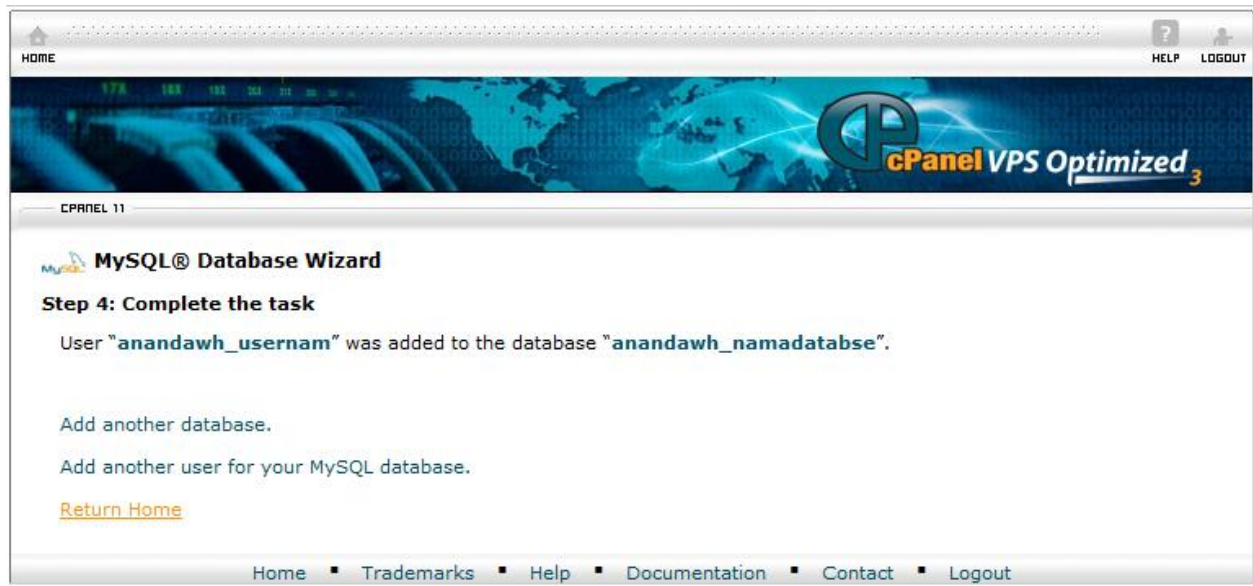 HOME
HELP LOGOUT
cPanel VPS Optimized 3
CPANEL 11
MySQL MySQL® Database Wizard
Step 4: Complete the task
User “anandawh_usernam” was added to the database “anandawh_namadatabse”.
Add another database.
Add another user for your MySQL database.
Return Home
Home ▪ Trademarks ▪ Help ▪ Documentation ▪ Contact ▪ Logout